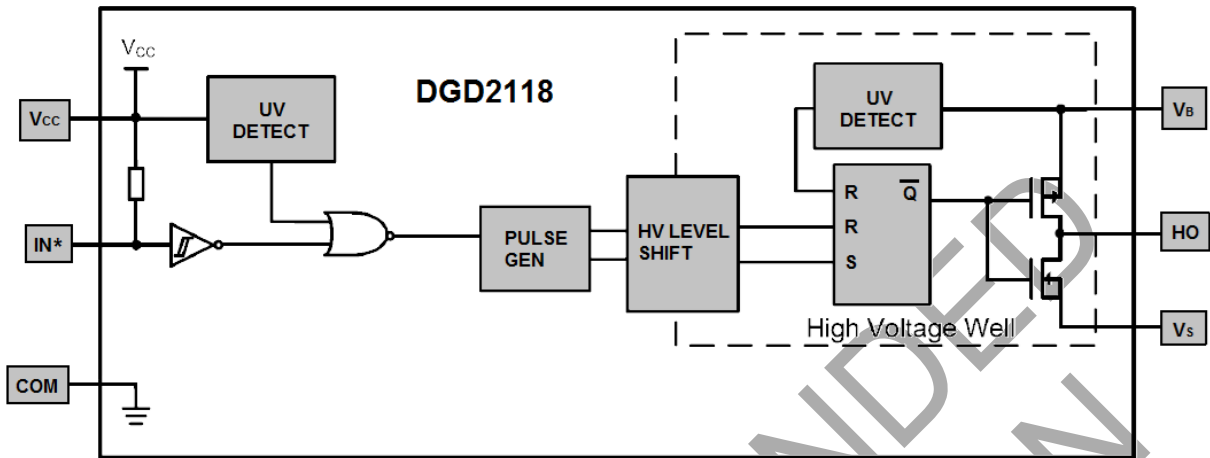 DGD2118
VCC
VCC
UV
DETECT
IN*
COM
PULSE
GEN
HV LEVEL
SHIFT
UV
DETECT
R
R
S
Q̅
High Voltage Well
VB
HO
VS